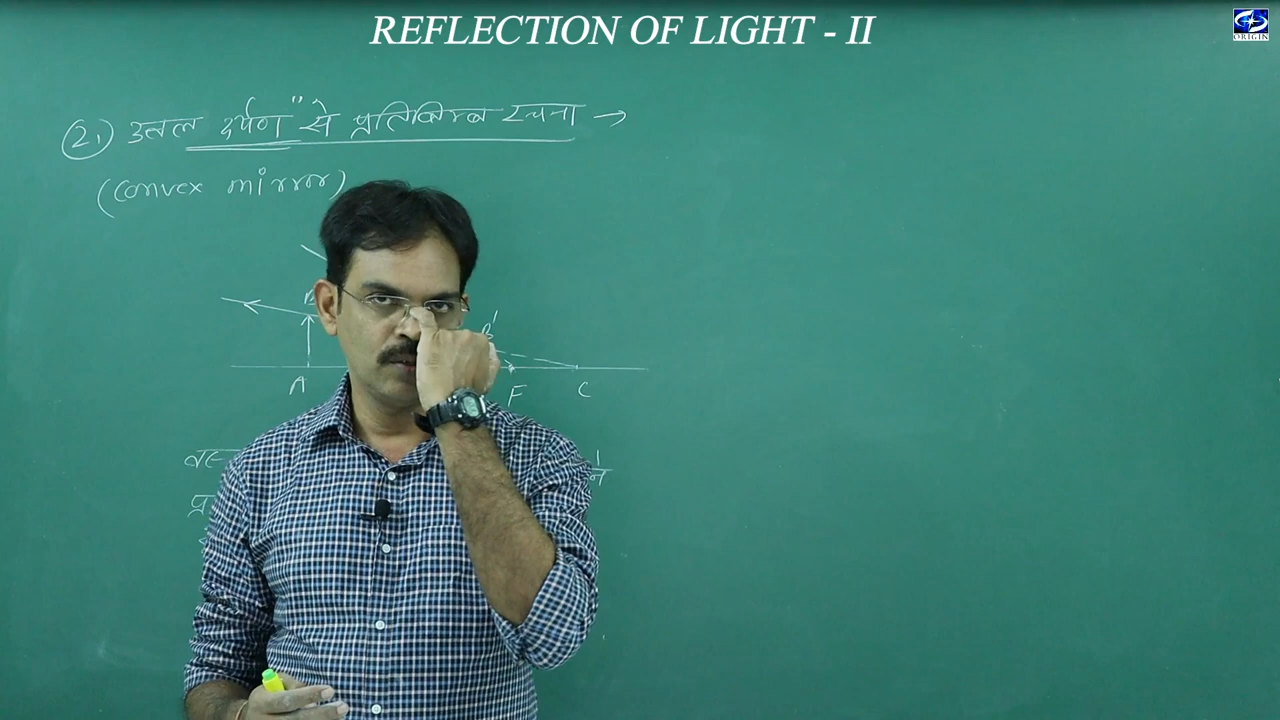 REFLECTION OF LIGHT - II
ORIGIN
(2.) उत्तल दर्पण" से प्रतिबिम्ब रचना →
(Convex mirror)
B'
A F C